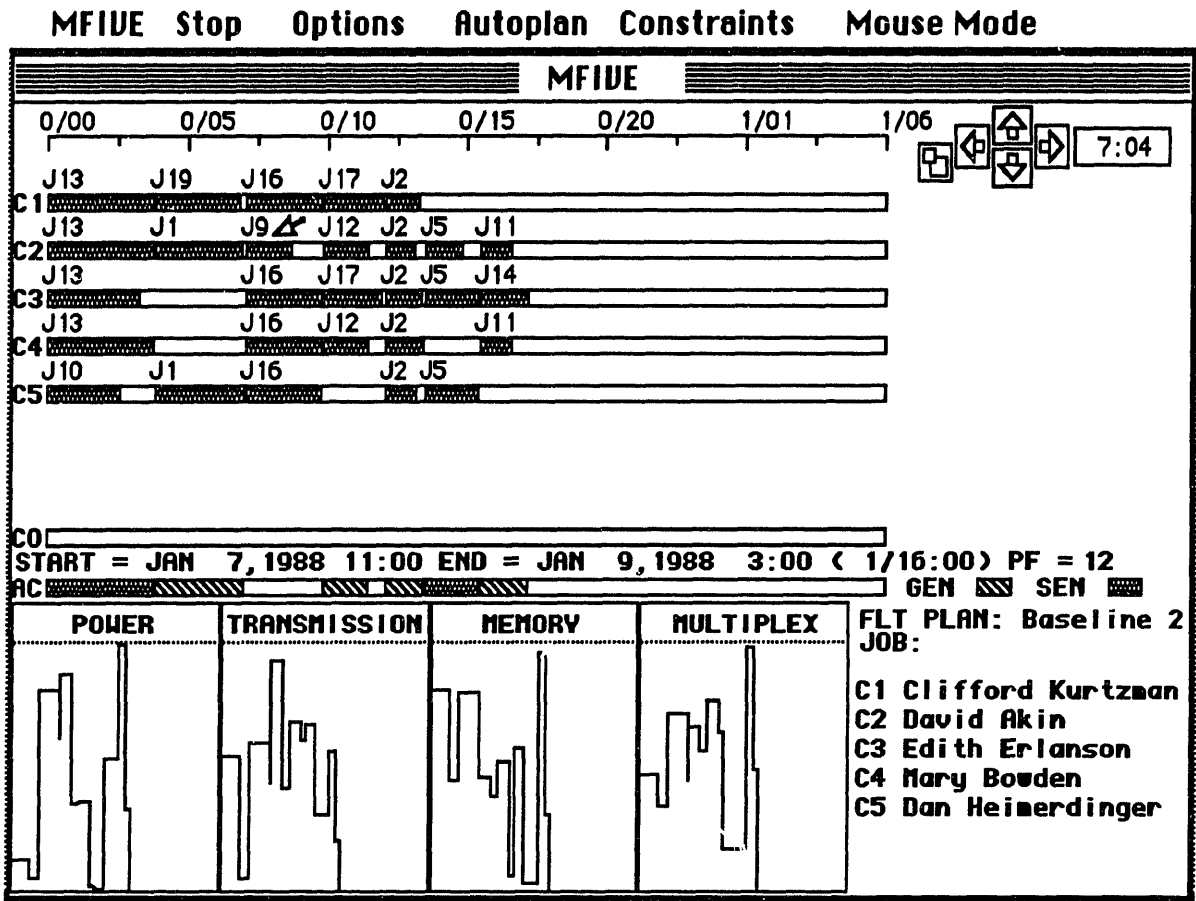 MFIVE Stop Options Autoplan Constraints Mouse Mode
MFIVE
0/00 0/05 0/10 0/15 0/20 1/01 1/06
7:04
J13 J19 J16 J17 J2
C1
J13 J1 J9 J12 J2 J5 J11
C2
J13 J16 J17 J2 J5 J14
C3
J13 J16 J12 J2 J11
C4
J10 J1 J16 J2 J5
C5
C0
START = JAN 7,1988 11:00 END = JAN 9,1988 3:00 ( 1/16:00) PF = 12
AC GEN SEN
POWER TRANSMISSION MEMORY MULTIPLEX
FLT PLAN: Baseline 2
JOB:
C1 Clifford Kurtzman
C2 David Akin
C3 Edith Erlanson
C4 Mary Bowden
C5 Dan Heimerdinger